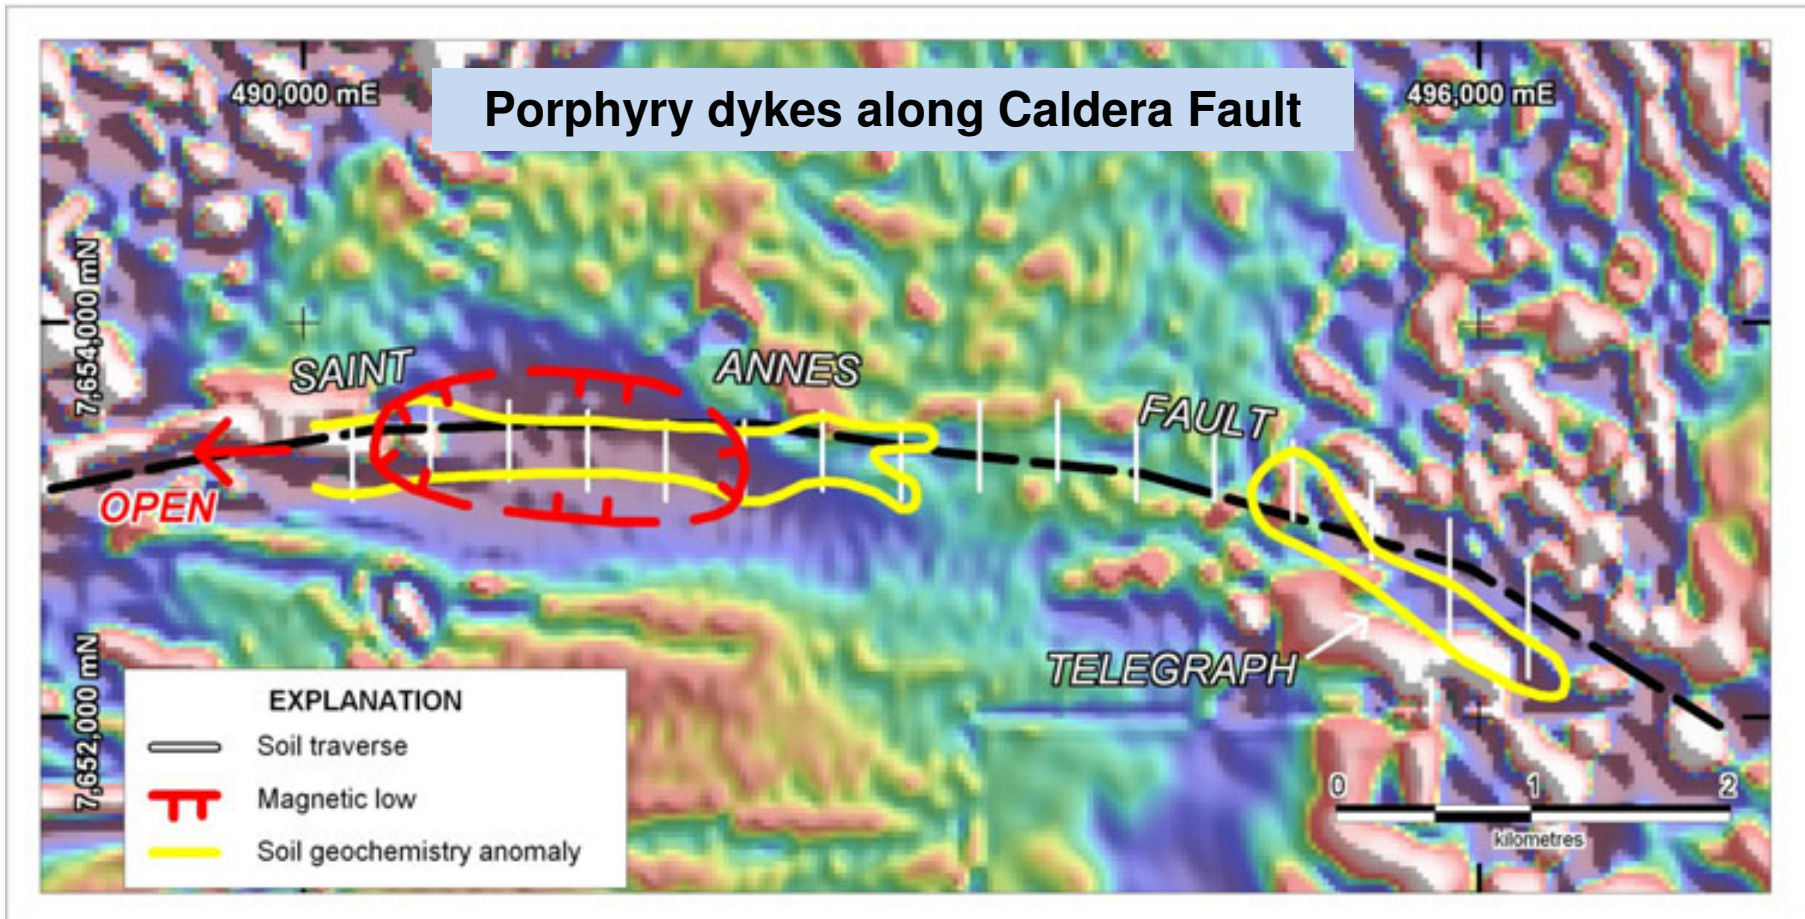 490,000 mE
496,000 mE
Porphyry dykes along Caldera Fault
7,654,000 mN
SAINT
ANNES
FAULT
OPEN
TELEGRAPH
7,652,000 mN
EXPLANATION
Soil traverse
Magnetic low
Soil geochemistry anomaly
0 1 2
kilometres